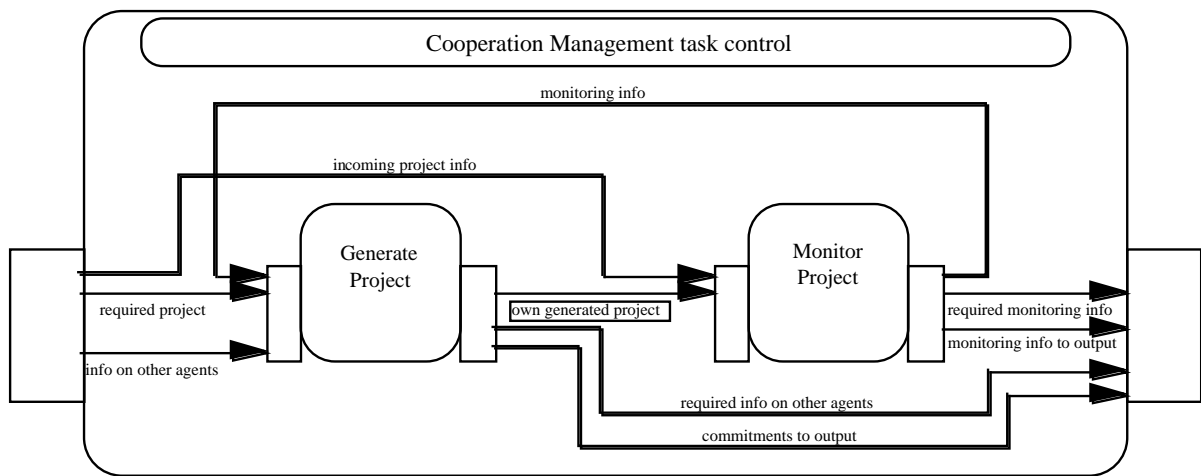 Cooperation Management task control
monitoring info
incoming project info
Generate
Project
Monitor
Project
required project
own generated project
required monitoring info
monitoring info to output
info on other agents
required info on other agents
commitments to output